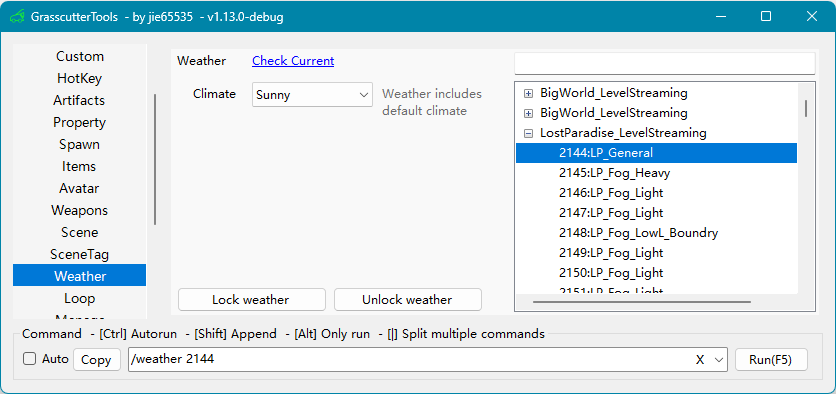 GrasscutterTools - by jie65535 - v1.13.0-debug
Custom
HotKey
Artifacts
Property
Spawn
Items
Avatar
Weapons
Scene
SceneTag
Weather
Loop
Weather Check Current
Climate Sunny Weather includes
default climate
Lock weather Unlock weather
BigWorld_LevelStreaming
BigWorld_LevelStreaming
LostParadise_LevelStreaming
2144:LP_General
2145:LP_Fog_Heavy
2146:LP_Fog_Light
2147:LP_Fog_Light
2148:LP_Fog_LowL_Boundry
2149:LP_Fog_Light
2150:LP_Fog_Light
2151:LP_Fog_Light
Command - [Ctrl] Autorun - [Shift] Append - [Alt] Only run - [|] Split multiple commands
Auto Copy /weather 2144 X Run(F5)